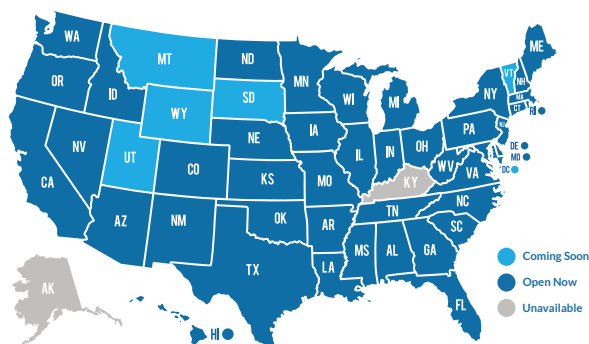 WA
MT
ND
MN
ME
OR
ID
WY
SD
WI
MI
NY
VT
NH
MA
CT
RI
NV
UT
CO
NE
IA
IL
IN
OH
PA
NJ
DE
MD
DC
CA
AZ
NM
KS
MO
KY
WV
VA
OK
AR
TN
NC
SC
TX
LA
MS
AL
GA
FL
AK
HI
Coming Soon
Open Now
Unavailable